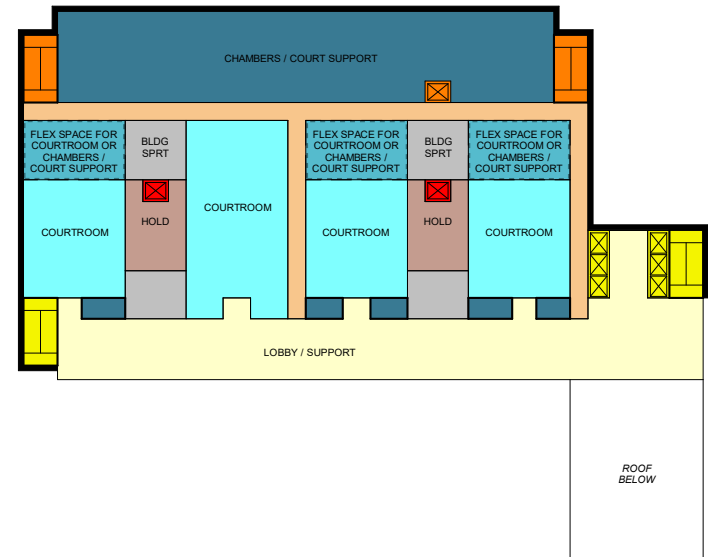 CHAMBERS / COURT SUPPORT
FLEX SPACE FOR
COURTROOM OR
CHAMBERS /
COURT SUPPORT
BLDG
SPRT
FLEX SPACE FOR
COURTROOM OR
CHAMBERS /
COURT SUPPORT
BLDG
SPRT
FLEX SPACE FOR
COURTROOM OR
CHAMBERS /
COURT SUPPORT
COURTROOM
HOLD
COURTROOM
COURTROOM
HOLD
COURTROOM
LOBBY / SUPPORT
ROOF
BELOW